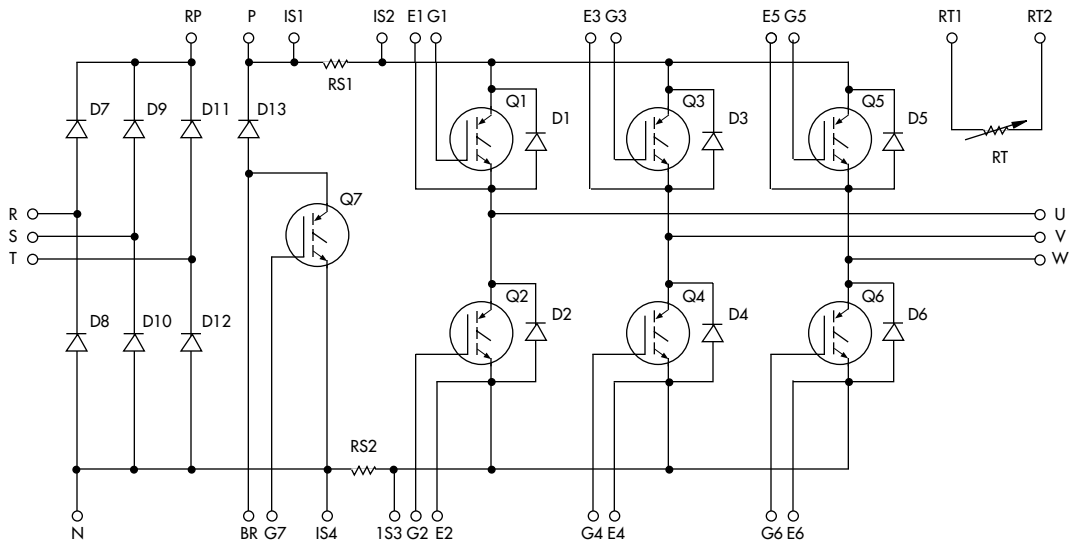 RP P IS1 IS2 E1 G1 E3 G3 E5 G5 RT1 RT2
RS1
D7 D9 D11 D13 Q1 D1 Q3 D3 Q5 D5
RT
Q7
R U
S V
T W
D8 D10 D12 Q2 D2 Q4 D4 Q6 D6
RS2
N BR G7 IS4 1S3 G2 E2 G4 E4 G6 E6